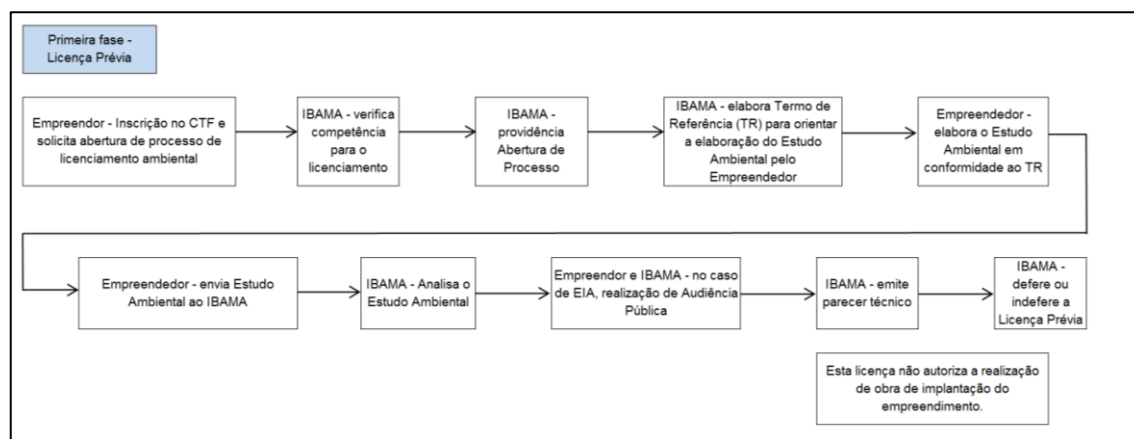 Primeira fase -
Licença Prévia
Empreendor - Inscrição no CTF e
solicita abertura de processo de
licenciamento ambiental
IBAMA - verifica
competência
para o
licenciamento
IBAMA -
providência
Abertura de
Processo
IBAMA - elabora Termo de
Referência (TR) para orientar
a elaboração do Estudo
Ambiental pelo
Empreendedor
Empreendedor -
elabora o Estudo
Ambiental em
conformidade ao TR
Empreendedor - envia Estudo
Ambiental ao IBAMA
IBAMA - Analisa o
Estudo Ambiental
Empreendor e IBAMA - no caso
de EIA, realização de Audiência
Pública
IBAMA - emite
parecer técnico
IBAMA -
defere ou
indefere a
Licença Prévia
Esta licença não autoriza a realização
de obra de implantação do
empreendimento.